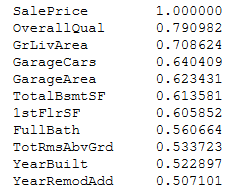 SalePrice 1.000000
OverallQual 0.790982
GrLivArea 0.708624
GarageCars 0.640409
GarageArea 0.623431
TotalBsmtSF 0.613581
1stFlrSF 0.605852
FullBath 0.560664
TotRmsAbvGrd 0.533723
YearBuilt 0.522897
YearRemodAdd 0.507101